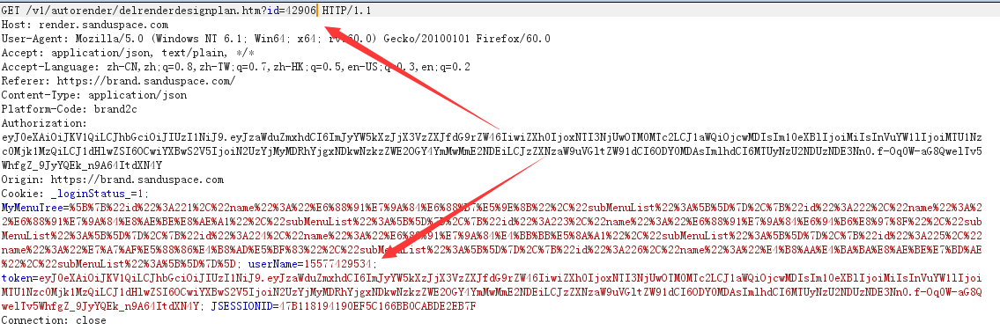 GET /v1/autorender/delrenderdesignplan.htm?id=42906 HTTP/1.1
Host: render.sanduspace.com
User-Agent: Mozilla/5.0 (Windows NT 6.1; Win64; x64; rv:60.0) Gecko/20100101 Firefox/60.0
Accept: application/json, text/plain, */*
Accept-Language: zh-CN,zh;q=0.8,zh-TW;q=0.7,zh-HK;q=0.5,en-US;q=0.3,en;q=0.2
Referer: https://brand.sanduspace.com/
Content-Type: application/json
Platform-Code: brand2c
Authorization:
eyJ0eXAiOiJKV1QiLCJhbGciOiJIUzI1NiJ9.eyJzaWduZmxhdCI6ImJyYW5kXzJjX3VzZXJfdG9rZW46IiwiZXh0IjoxNTI3NjUwOTM0MTc2LCJ1aWQiOjcwMDIsIm10eXBlIjoiMiIsInVuYW1lIjoiMTU1Nz
c0Mjk1MzQiLCJ1dHlwZSI6OCwiYXBwS2V5IjoiN2UzYjMyMDRhYjgxNDkwNzkzZWE2OGY4YmMwMmE2NDEiLCJzZXNzaW9uVGltZW91dCI6ODY0MDAsImlhdCI6MTUyNzU2NDUzNDE3Nn0.f-0q0W-aG8QwelTv5
WhfgZ_9JyYQEk_n9A64ItdXN4Y
Origin: https://brand.sanduspace.com
Cookie: _loginStatus_=1;
MyMenuTree=%5B%7B%22id%22%3A221%2C%22name%22%3A%22%E6%88%91%E7%9A%84%E6%88%B7%E5%9E%8B%22%2C%22subMenuList%22%3A%5B%5D%7D%2C%7B%22id%22%3A222%2C%22name%22%3A%2
2%E6%88%91%E7%9A%84%E8%AE%BE%E8%AE%A1%22%2C%22subMenuList%22%3A%5B%5D%7D%2C%7B%22id%22%3A223%2C%22name%22%3A%22%E6%88%91%E7%9A%84%E6%94%B6%E8%97%8F%22%2C%22sub
MenuList%22%3A%5B%5D%7D%2C%7B%22id%22%3A224%2C%22name%22%3A%22%E6%88%91%E7%9A%84%E4%BB%BB%E5%8A%A1%22%2C%22subMenuList%22%3A%5B%5D%7D%2C%7B%22id%22%3A225%2C%22
name%22%3A%22%E7%A7%AF%E5%88%86%E4%B8%AD%E5%BF%83%22%2C%22subMenuList%22%3A%5B%5D%7D%2C%7B%22id%22%3A226%2C%22name%22%3A%22%E4%B8%AA%E4%BA%BA%E8%AE%BE%E7%BD%AE
%22%2C%22subMenuList%22%3A%5B%5D%7D%5D; userName=15577429534;
token=eyJ0eXAiOiJKV1QiLCJhbGciOiJIUzI1NiJ9.eyJzaWduZmxhdCI6ImJyYW5kXzJjX3VzZXJfdG9rZW46IiwiZXh0IjoxNTI3NjUwOTM0MTc2LCJ1aWQiOjcwMDIsIm10eXBlIjoiMiIsInVuYW1lIjoi
MTU1Nzc0Mjk1MzQiLCJ1dHlwZSI6OCwiYXBwS2V5IjoiN2UzYjMyMDRhYjgxNDkwNzkzZWE2OGY4YmMwMmE2NDEiLCJzZXNzaW9uVGltZW91dCI6ODY0MDAsImlhdCI6MTUyNzU2NDUzNDE3Nn0.f-0q0W-aG8Q
welTv5WhfgZ_9JyYQEk_n9A64ItdXN4Y; JSESSIONID=47B118194190EF5C166BB0CABDE2EB7F
Connection: close